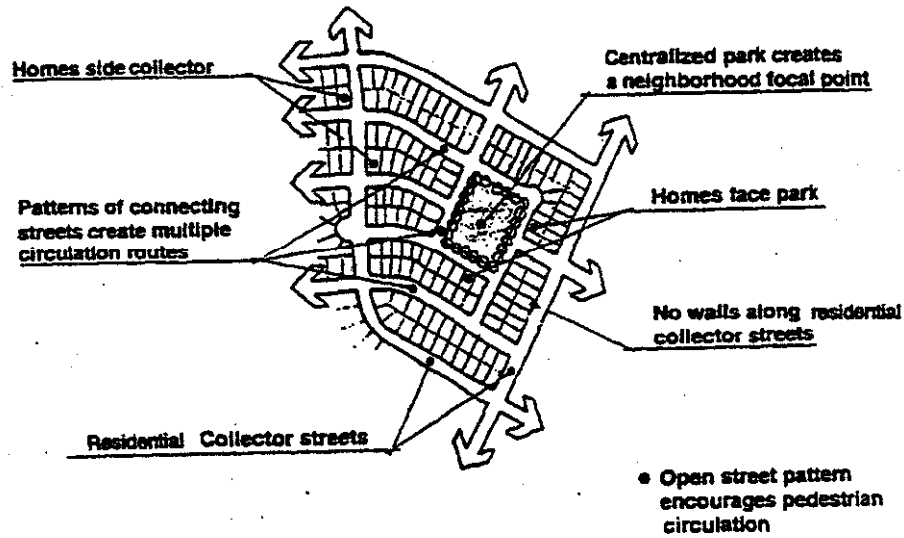 Homes side collector
Centralized park creates
a neighborhood focal point
Patterns of connecting
streets create multiple
circulation routes
Homes face park
No walls along residential
collector streets
Residential Collector streets
• Open street pattern
encourages pedestrian
circulation